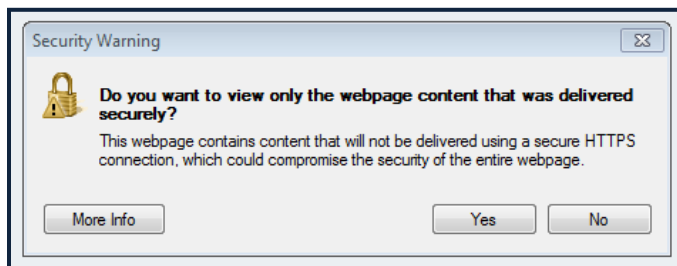 Security Warning
Do you want to view only the webpage content that was delivered
securely?
This webpage contains content that will not be delivered using a secure HTTPS
connection, which could compromise the security of the entire webpage.
More Info
Yes
No